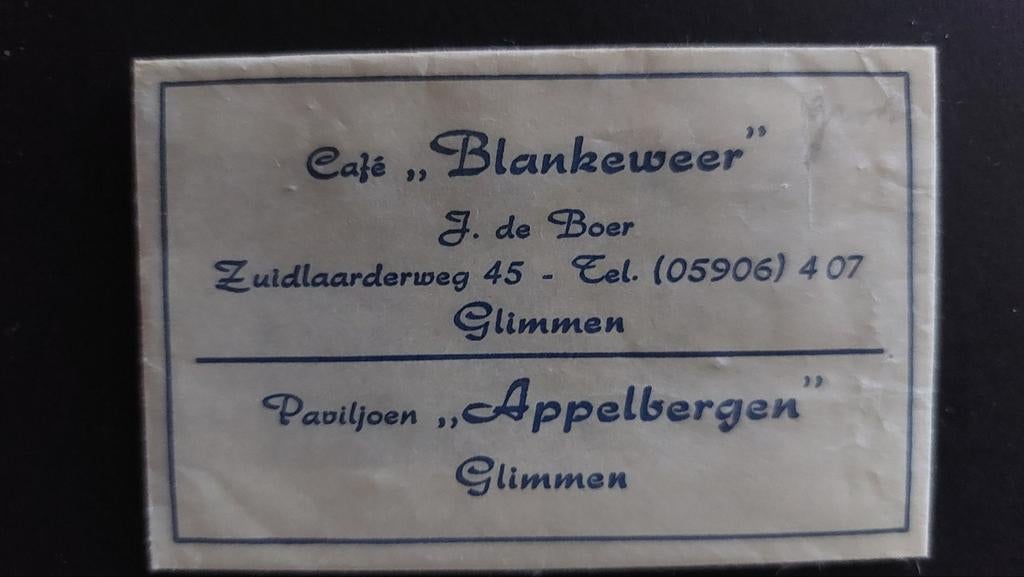 Café „Blankeweer”
J. de Boer
Zuidlaarderweg 45 - Tel. (05906) 4 07
Glimmen
Paviljoen „Appelbergen”
Glimmen